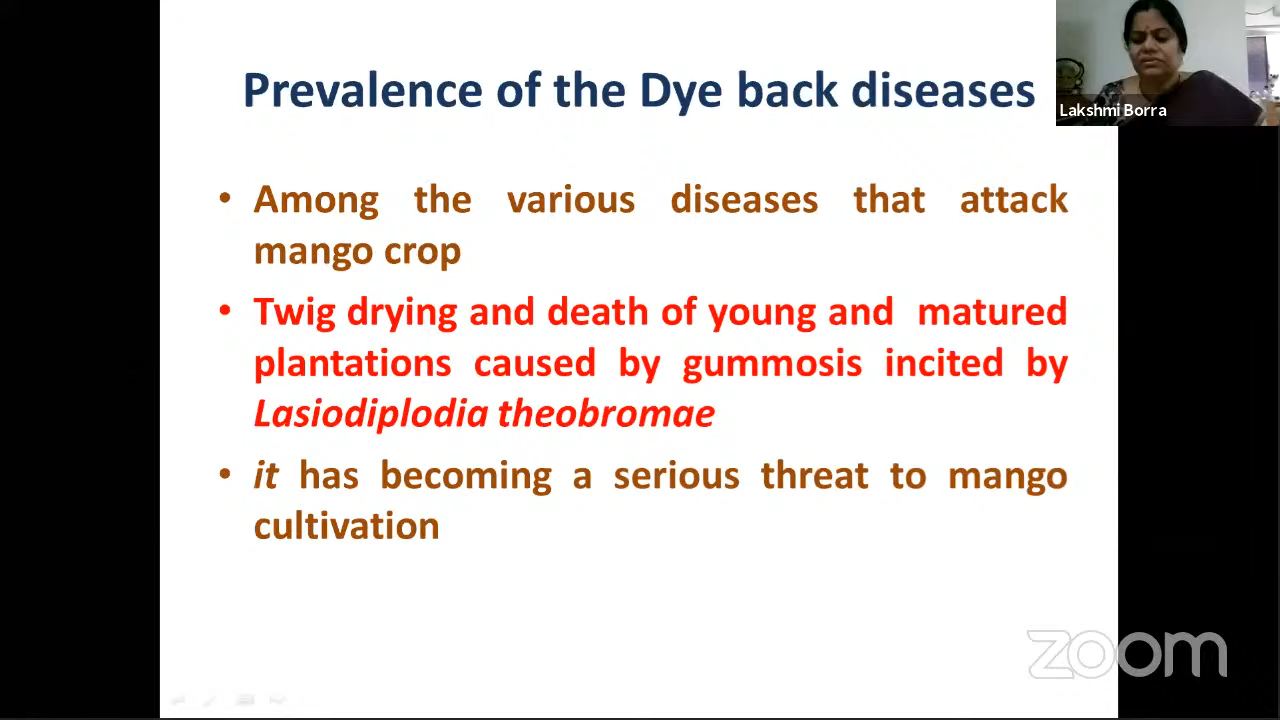 Prevalence of the Dye back diseases
Lakshmi Borra
• Among the various diseases that attack
mango crop
• Twig drying and death of young and matured
plantations caused by gummosis incited by
Lasiodiplodia theobromae
• it has becoming a serious threat to mango
cultivation
zoom